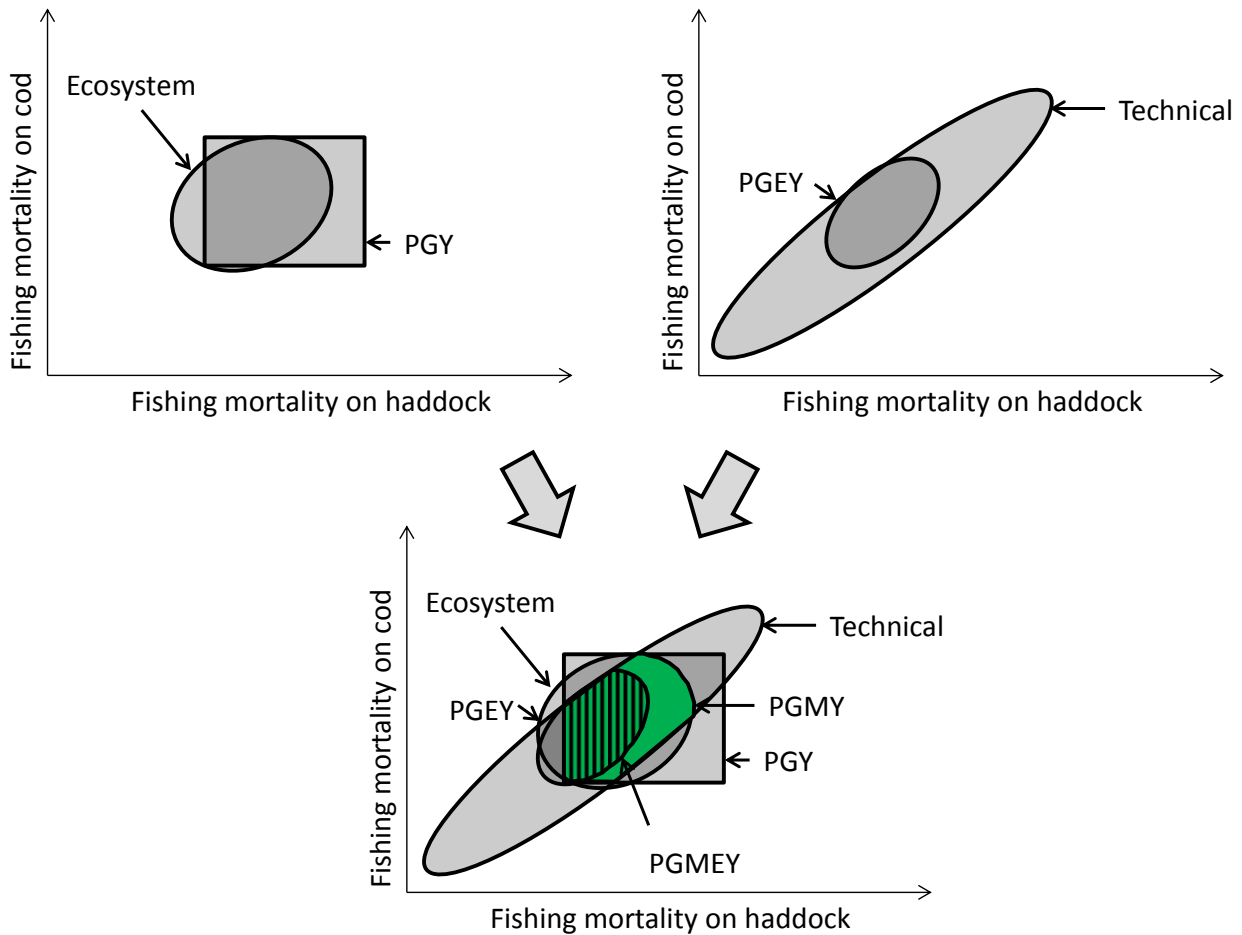 Fishing mortality on cod
Ecosystem
PGY
Fishing mortality on haddock
Fishing mortality on cod
Technical
PGEY
Fishing mortality on haddock
Fishing mortality on cod
Ecosystem
Technical
PGEY
PGMY
PGY
PGMEY
Fishing mortality on haddock